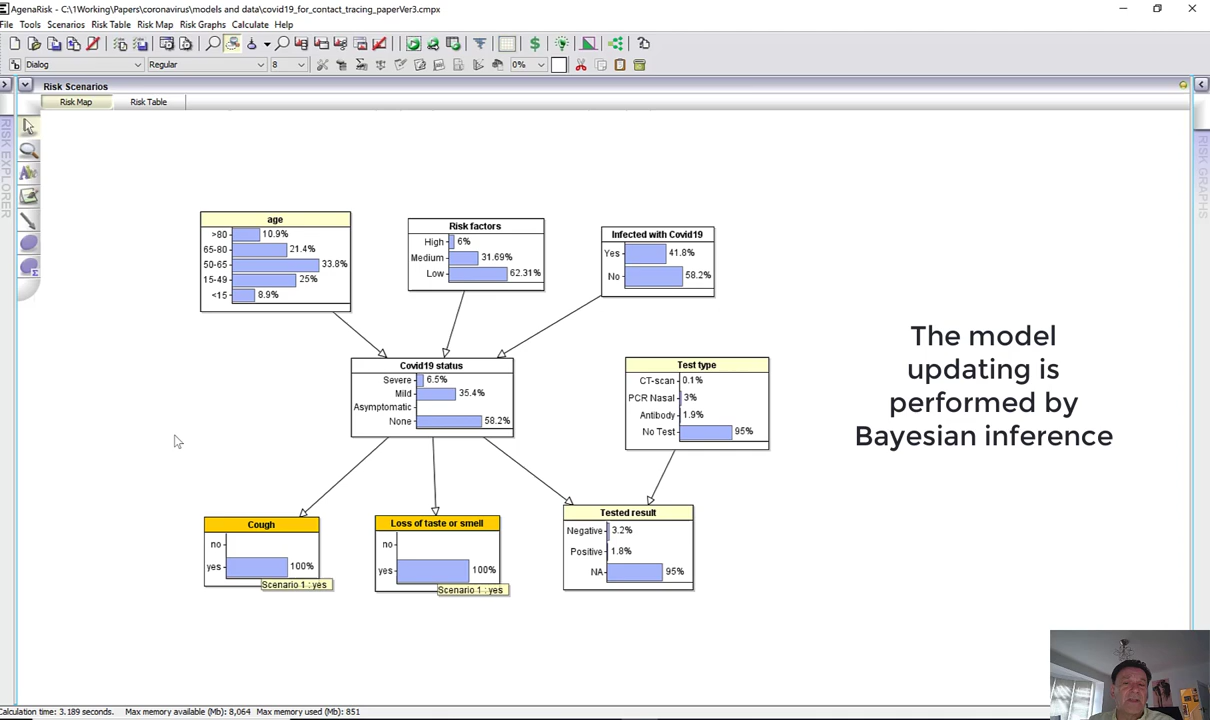 AgenaRisk - C:\1Working\Papers\coronavirus\models and data\covid19_for_contact_tracing_paperVer3.cmpx
File Tools Scenarios Risk Table Risk Map Risk Graphs Calculate Help
Dialog Regular 8 0%
Risk Scenarios
Risk Map Risk Table
RISK EXPLORER
RISK GRAPHS
age
>80 10.9%
65-80 21.4%
50-65 33.8%
15-49 25%
<15 8.9%
Risk factors
High 6%
Medium 31.69%
Low 62.31%
Infected with Covid19
Yes 41.8%
No 58.2%
Covid19 status
Severe 6.5%
Mild 35.4%
Asymptomatic
None 58.2%
Test type
CT-scan 0.1%
PCR Nasal 3%
Antibody 1.9%
No Test 95%
The model
updating is
performed by
Bayesian inference
Cough
no
yes 100%
Scenario 1 : yes
Loss of taste or smell
no
yes 100%
Scenario 1 : yes
Tested result
Negative 3.2%
Positive 1.8%
NA 95%
Calculation time: 3.189 seconds. Max memory available (Mb): 8,064 Max memory used (Mb): 851